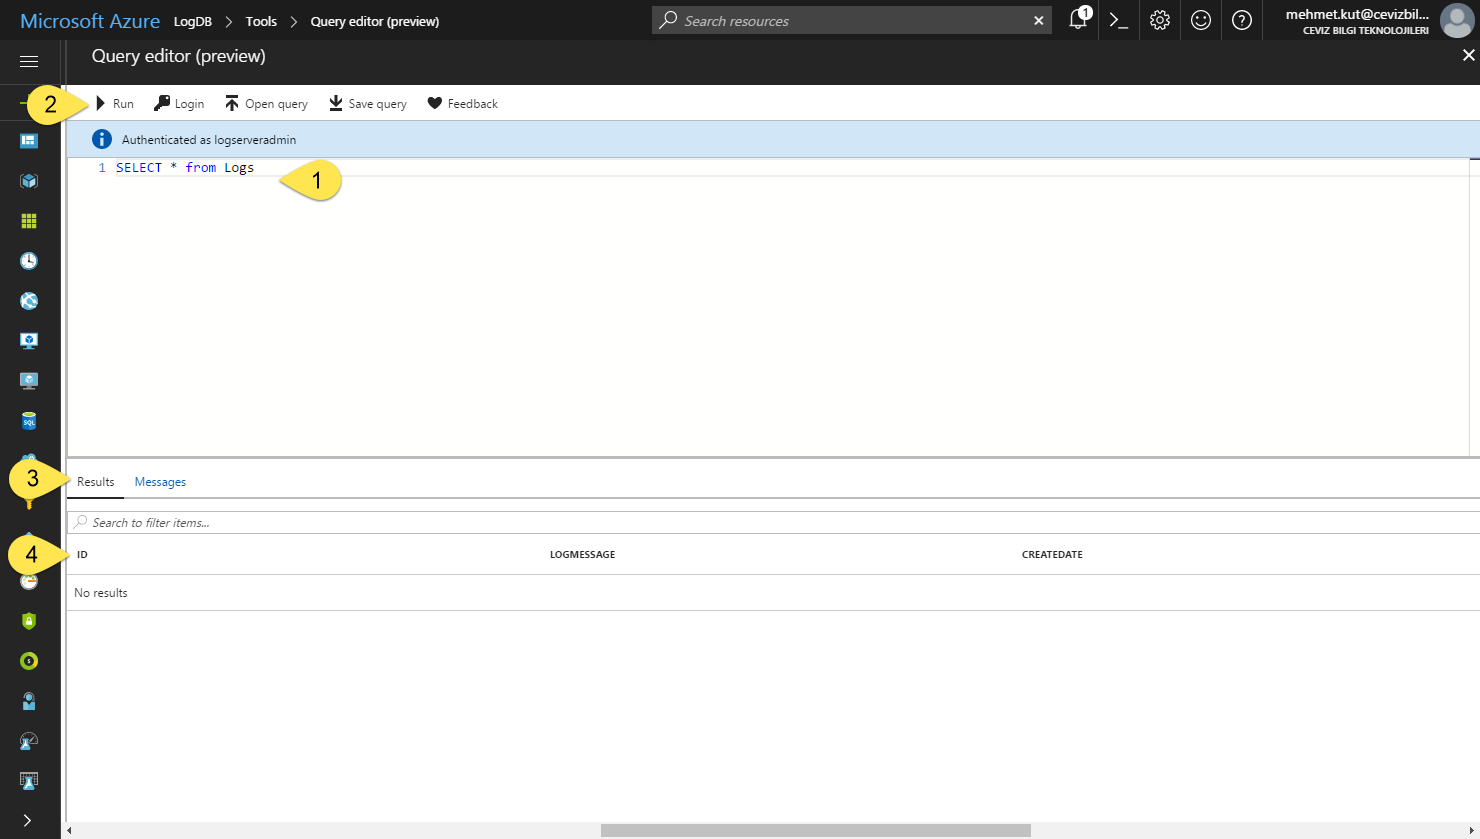 Microsoft Azure LogDB > Tools > Query editor (preview) Search resources 1 mehmet.kut@cevizbil...
CEVIZ BILGI TEKNOLOJILERI
Query editor (preview)
2 Run Login Open query Save query Feedback
Authenticated as logserveradmin
1 SELECT * from Logs
1
SQL
3 Results Messages
Search to filter items...
4 ID LOGMESSAGE CREATEDATE
No results